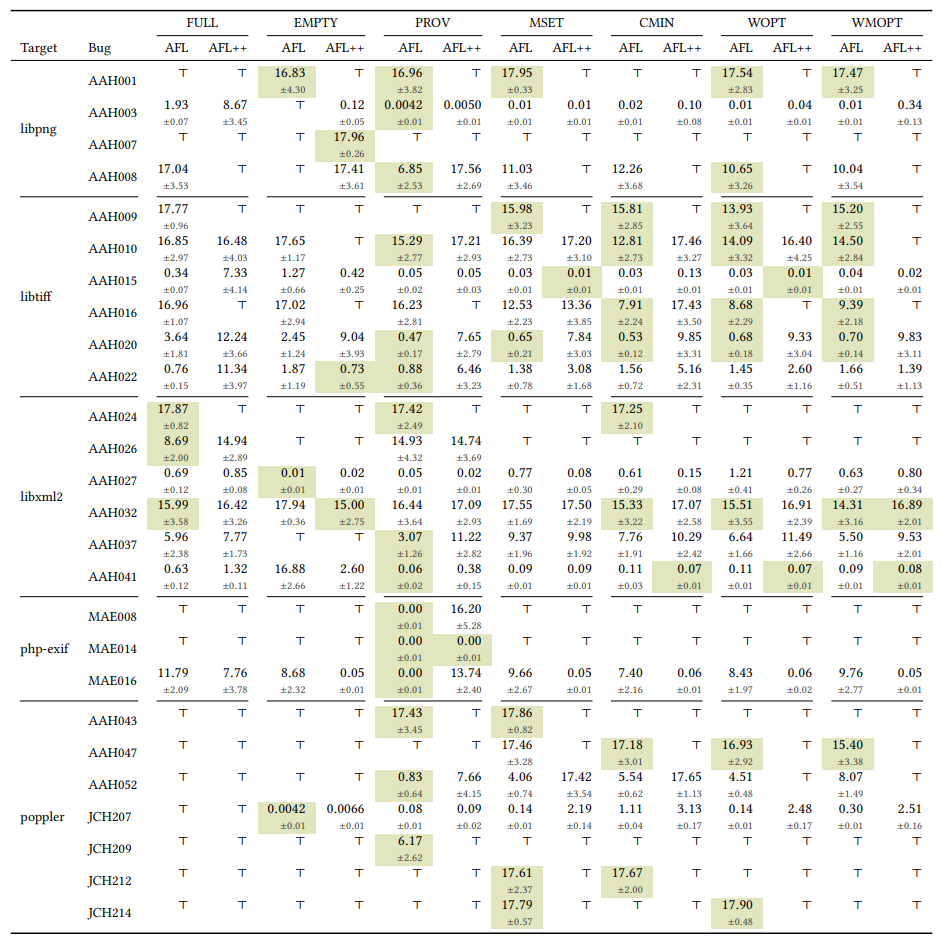 FULL EMPTY PROV MSET CMIN WOPT WMOPT
Target Bug AFL AFL++ AFL AFL++ AFL AFL++ AFL AFL++ AFL AFL++ AFL AFL++ AFL AFL++
AAH001 ⊤ ⊤ 16.83 ⊤ 16.96 ⊤ 17.95 ⊤ ⊤ ⊤ 17.54 ⊤ 17.47 ⊤
±4.30 ±3.82 ±0.33 ±2.83 ±3.25
AAH003 1.93 8.67 ⊤ 0.12 0.0042 0.0050 0.01 0.01 0.02 0.10 0.01 0.04 0.01 0.34
±0.07 ±3.45 ±0.05 ±0.01 ±0.01 ±0.01 ±0.01 ±0.01 ±0.08 ±0.01 ±0.01 ±0.01 ±0.13
libpng
AAH007 ⊤ ⊤ ⊤ 17.96 ⊤ ⊤ ⊤ ⊤ ⊤ ⊤ ⊤ ⊤ ⊤ ⊤
±0.26
AAH008 17.04 ⊤ ⊤ 17.41 6.85 17.56 11.03 ⊤ 12.26 ⊤ 10.65 ⊤ 10.04 ⊤
±3.53 ±3.61 ±2.53 ±2.69 ±3.46 ±3.68 ±3.26 ±3.54
AAH009 17.77 ⊤ ⊤ ⊤ ⊤ ⊤ 15.98 ⊤ 15.81 ⊤ 13.93 ⊤ 15.20 ⊤
±0.96 ±3.23 ±2.85 ±3.64 ±2.55
AAH010 16.85 16.48 17.65 ⊤ 15.29 17.21 16.39 17.20 12.81 17.46 14.09 16.40 14.50 ⊤
±2.97 ±4.03 ±1.17 ±2.77 ±2.93 ±2.73 ±3.10 ±2.73 ±3.27 ±3.32 ±4.25 ±2.84
AAH015 0.34 7.33 1.27 0.42 0.05 0.05 0.03 0.01 0.03 0.13 0.03 0.01 0.04 0.02
±0.07 ±4.14 ±0.66 ±0.25 ±0.02 ±0.03 ±0.01 ±0.01 ±0.01 ±0.01 ±0.01 ±0.01 ±0.01 ±0.01
libtiff
AAH016 16.96 ⊤ 17.02 ⊤ 16.23 ⊤ 12.53 13.36 7.91 17.43 8.68 ⊤ 9.39 ⊤
±1.07 ±2.94 ±2.81 ±2.23 ±3.85 ±2.24 ±3.50 ±2.29 ±2.18
AAH020 3.64 12.24 2.45 9.04 0.47 7.65 0.65 7.84 0.53 9.85 0.68 9.33 0.70 9.83
±1.81 ±3.66 ±1.24 ±3.93 ±0.17 ±2.79 ±0.21 ±3.03 ±0.12 ±3.31 ±0.18 ±3.04 ±0.14 ±3.11
AAH022 0.76 11.34 1.87 0.73 0.88 6.46 1.38 3.08 1.56 5.16 1.45 2.60 1.66 1.39
±0.15 ±3.97 ±1.19 ±0.55 ±0.36 ±3.23 ±0.78 ±1.68 ±0.72 ±2.31 ±0.35 ±1.16 ±0.51 ±1.13
AAH024 17.87 ⊤ ⊤ ⊤ 17.42 ⊤ ⊤ ⊤ 17.25 ⊤ ⊤ ⊤ ⊤ ⊤
±0.82 ±2.49 ±2.10
AAH026 8.69 14.94 ⊤ ⊤ 14.93 14.74 ⊤ ⊤ ⊤ ⊤ ⊤ ⊤ ⊤ ⊤
±2.00 ±2.89 ±4.32 ±3.69
AAH027 0.69 0.85 0.01 0.02 0.05 0.02 0.77 0.08 0.61 0.15 1.21 0.77 0.63 0.80
±0.12 ±0.08 ±0.01 ±0.01 ±0.01 ±0.01 ±0.30 ±0.05 ±0.29 ±0.08 ±0.41 ±0.26 ±0.27 ±0.34
libxml2
AAH032 15.99 16.42 17.94 15.00 16.44 17.09 17.55 17.50 15.33 17.07 15.51 16.91 14.31 16.89
±3.58 ±3.26 ±0.36 ±2.75 ±3.64 ±2.93 ±1.69 ±2.19 ±3.22 ±2.58 ±3.55 ±2.39 ±3.16 ±2.01
AAH037 5.96 7.77 ⊤ ⊤ 3.07 11.22 9.37 9.98 7.76 10.29 6.64 11.49 5.50 9.53
±2.38 ±1.73 ±1.26 ±2.82 ±1.96 ±1.92 ±1.91 ±2.42 ±1.66 ±2.66 ±1.16 ±2.01
AAH041 0.63 1.32 16.88 2.60 0.06 0.38 0.09 0.09 0.11 0.07 0.11 0.07 0.09 0.08
±0.12 ±0.11 ±2.66 ±1.22 ±0.02 ±0.15 ±0.01 ±0.01 ±0.03 ±0.01 ±0.01 ±0.01 ±0.01 ±0.01
MAE008 ⊤ ⊤ ⊤ ⊤ 0.00 16.20 ⊤ ⊤ ⊤ ⊤ ⊤ ⊤ ⊤ ⊤
±0.01 ±5.28
php-exif MAE014 ⊤ ⊤ ⊤ ⊤ 0.00 0.00 ⊤ ⊤ ⊤ ⊤ ⊤ ⊤ ⊤ ⊤
±0.01 ±0.01
MAE016 11.79 7.76 8.68 0.05 0.00 13.74 9.66 0.05 7.40 0.06 8.43 0.06 9.76 0.05
±2.09 ±3.78 ±2.32 ±0.01 ±0.01 ±2.40 ±2.67 ±0.01 ±2.16 ±0.01 ±1.97 ±0.02 ±2.77 ±0.01
AAH043 ⊤ ⊤ ⊤ ⊤ 17.43 ⊤ 17.86 ⊤ ⊤ ⊤ ⊤ ⊤ ⊤ ⊤
±3.45 ±0.82
AAH047 ⊤ ⊤ ⊤ ⊤ ⊤ ⊤ 17.46 ⊤ 17.18 ⊤ 16.93 ⊤ 15.40 ⊤
±3.28 ±3.01 ±2.92 ±3.38
AAH052 ⊤ ⊤ ⊤ ⊤ 0.83 7.66 4.06 17.42 5.54 17.65 4.51 ⊤ 8.07 ⊤
±0.64 ±4.15 ±0.74 ±3.54 ±0.62 ±1.13 ±0.48 ±1.49
poppler JCH207 ⊤ ⊤ 0.0042 0.0066 0.08 0.09 0.14 2.19 1.11 3.13 0.14 2.48 0.30 2.51
±0.01 ±0.01 ±0.01 ±0.02 ±0.01 ±0.14 ±0.04 ±0.17 ±0.01 ±0.17 ±0.01 ±0.16
JCH209 ⊤ ⊤ ⊤ ⊤ 6.17 ⊤ ⊤ ⊤ ⊤ ⊤ ⊤ ⊤ ⊤ ⊤
±2.62
JCH212 ⊤ ⊤ ⊤ ⊤ ⊤ ⊤ 17.61 ⊤ 17.67 ⊤ ⊤ ⊤ ⊤ ⊤
±2.37 ±2.00
JCH214 ⊤ ⊤ ⊤ ⊤ ⊤ ⊤ 17.79 ⊤ ⊤ ⊤ 17.90 ⊤ ⊤ ⊤
±0.57 ±0.48